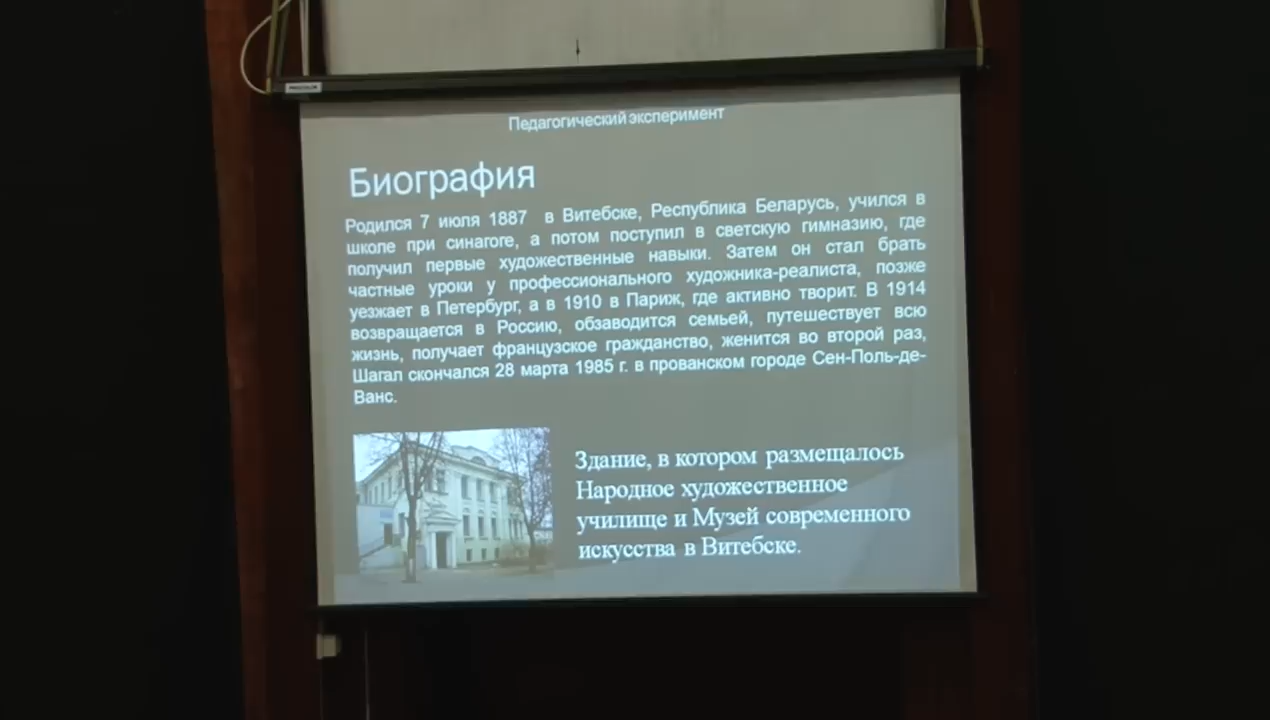 Педагогический эксперимент
Биография
Родился 7 июля 1887 в Витебске, Республика Беларусь, учился в
школе при синагоге, а потом поступил в светскую гимназию, где
получил первые художественные навыки. Затем он стал брать
частные уроки у профессионального художника-реалиста, позже
уезжает в Петербург, а в 1910 в Париж, где активно творит. В 1914
возвращается в Россию, обзаводится семьей, путешествует всю
жизнь, получает французское гражданство, женится во второй раз,
Шагал скончался 28 марта 1985 г. в прованском городе Сен-Поль-де-
Ванс.
Здание, в котором размещалось
Народное художественное
училище и Музей современного
искусства в Витебске.